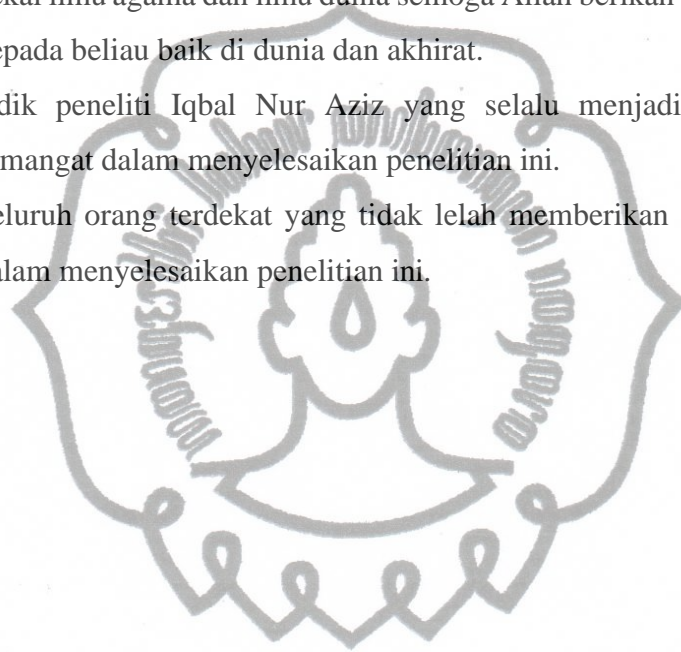 ekal ilmu agama dan ilmu dunia semoga Allah berikan
epada beliau baik di dunia dan akhirat.
dik peneliti Iqbal Nur Aziz yang selalu menjadi
mangat dalam menyelesaikan penelitian ini.
eluruh orang terdekat yang tidak lelah memberikan
alam menyelesaikan penelitian ini.